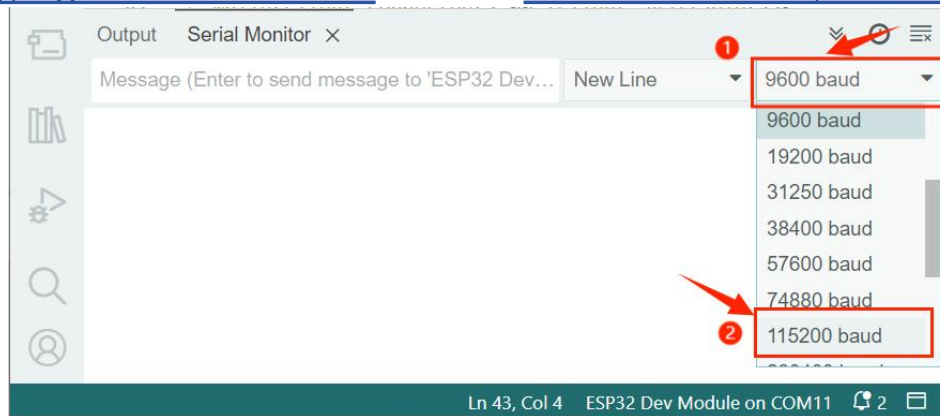 Output Serial Monitor ×
1
Message (Enter to send message to 'ESP32 Dev... New Line 9600 baud
9600 baud
19200 baud
31250 baud
38400 baud
57600 baud
74880 baud
2 115200 baud
Ln 43, Col 4 ESP32 Dev Module on COM11 2